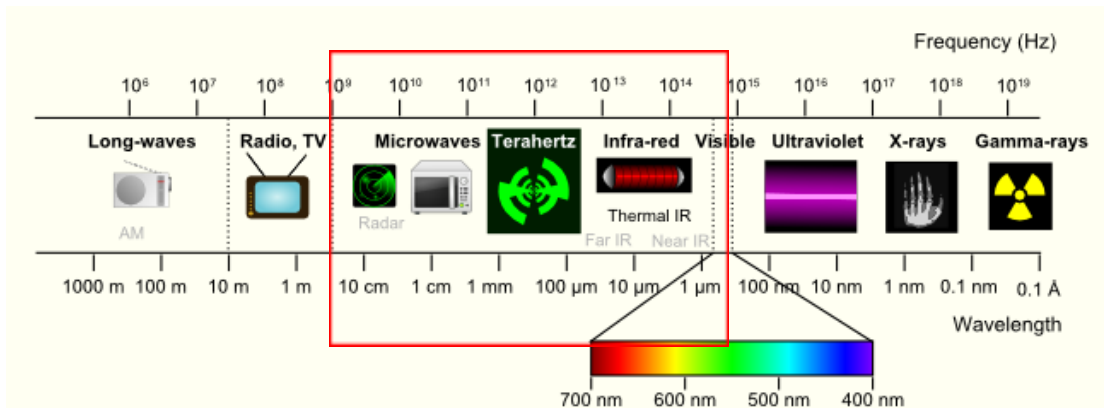 Frequency (Hz)
10⁶ 10⁷ 10⁸ 10⁹ 10¹⁰ 10¹¹ 10¹² 10¹³ 10¹⁴ 10¹⁵ 10¹⁶ 10¹⁷ 10¹⁸ 10¹⁹
Long-waves Radio, TV Microwaves Terahertz Infra-red Visible Ultraviolet X-rays Gamma-rays
Thermal IR
AM Radar Far IR Near IR
1000 m 100 m 10 m 1 m 10 cm 1 cm 1 mm 100 µm 10 µm 1 µm 100 nm 10 nm 1 nm 0.1 nm 0.1 Å
Wavelength
700 nm 600 nm 500 nm 400 nm